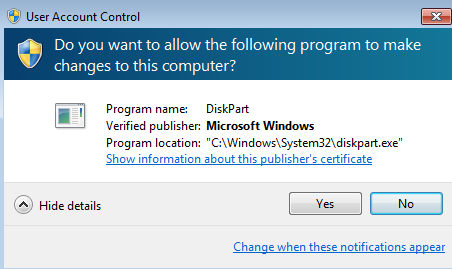 User Account Control
Do you want to allow the following program to make
changes to this computer?
Program name: DiskPart
Verified publisher: Microsoft Windows
Program location: "C:\Windows\System32\diskpart.exe"
Show information about this publisher's certificate
Hide details
Yes
No
Change when these notifications appear